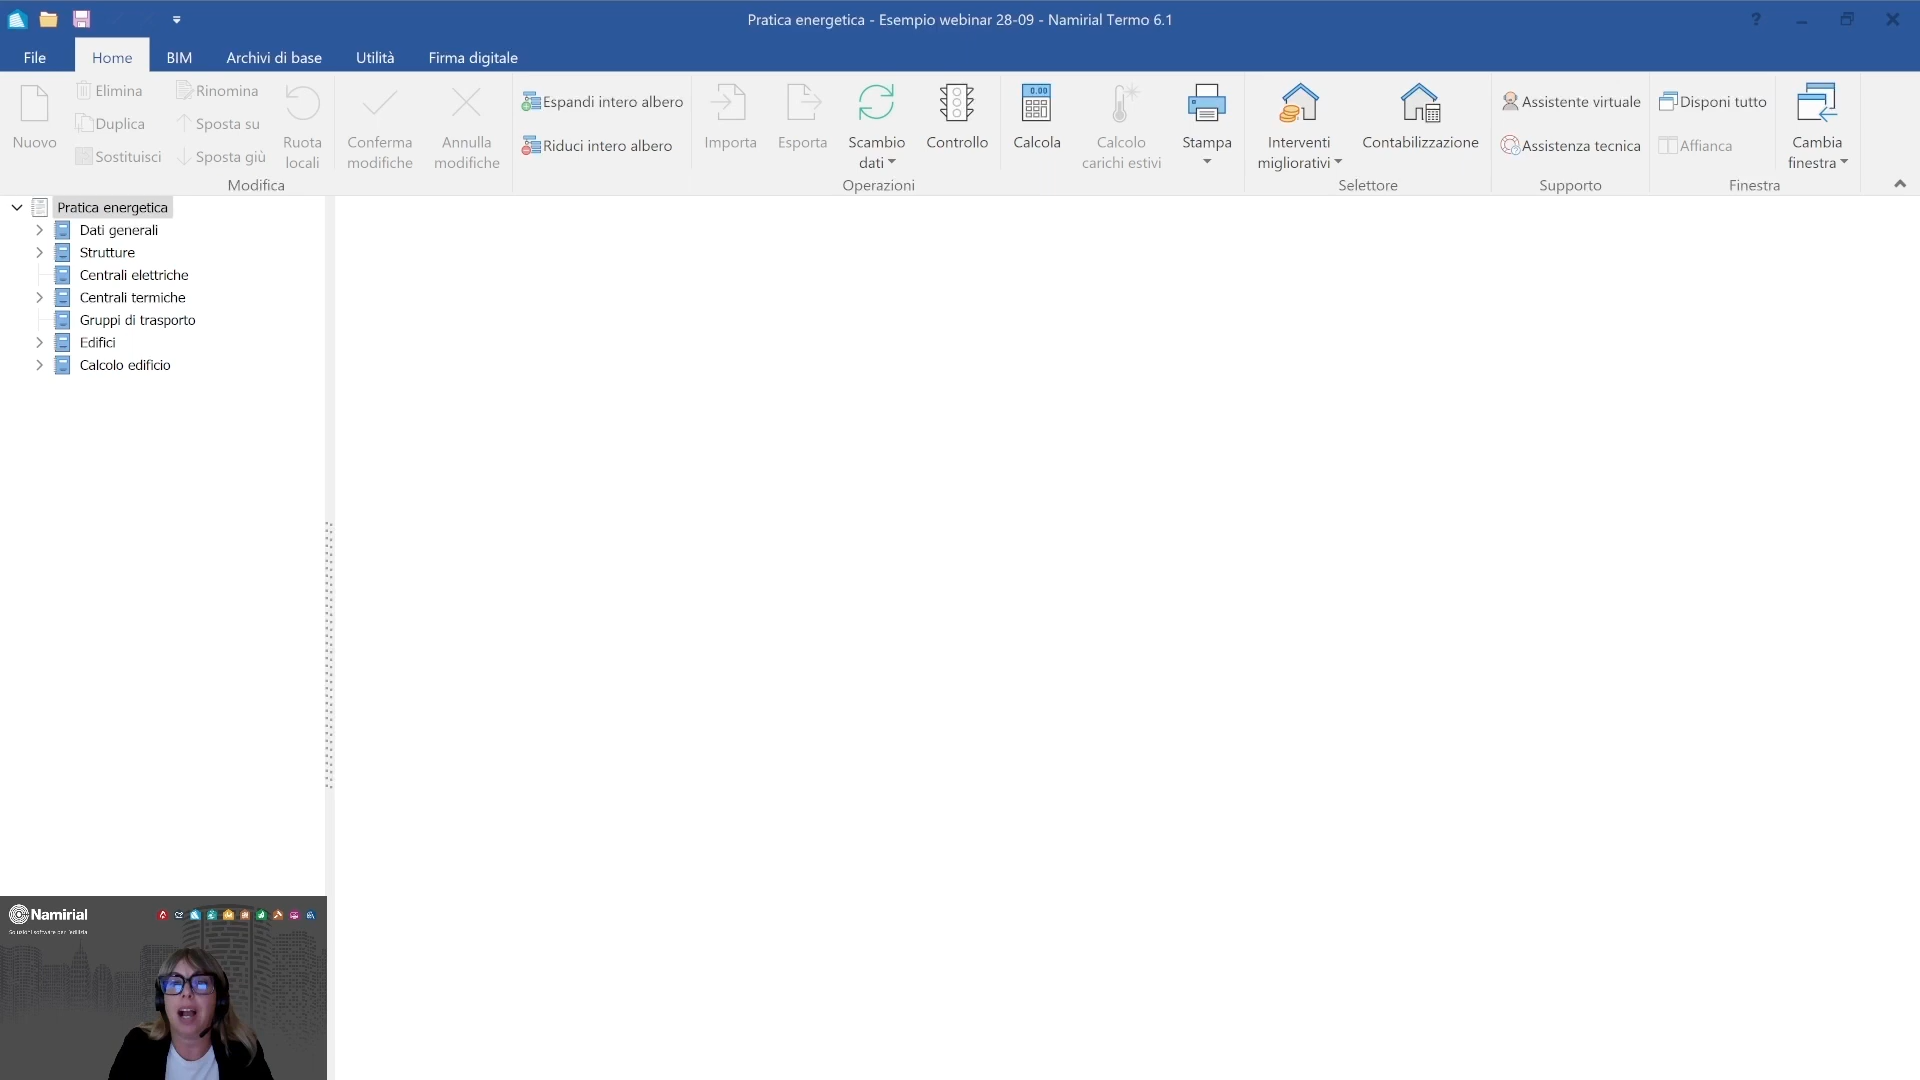 Pratica energetica - Esempio webinar 28-09 - Namirial Termo 6.1
File Home BIM Archivi di base Utilità Firma digitale
Nuovo
Elimina
Duplica
Sostituisci
Rinomina
Sposta su
Sposta giù
Ruota
locali
Modifica
Conferma
modifiche
Annulla
modifiche
Espandi intero albero
Riduci intero albero
Importa
Esporta
Scambio
dati
Controllo
Operazioni
Calcola
Calcolo
carichi estivi
Stampa
Interventi
migliorativi
Contabilizzazione
Selettore
Assistente virtuale
Assistenza tecnica
Supporto
Disponi tutto
Affianca
Cambia
finestra
Finestra
Pratica energetica
Dati generali
Strutture
Centrali elettriche
Centrali termiche
Gruppi di trasporto
Edifici
Calcolo edificio
Namirial
Soluzioni software per l'edilizia